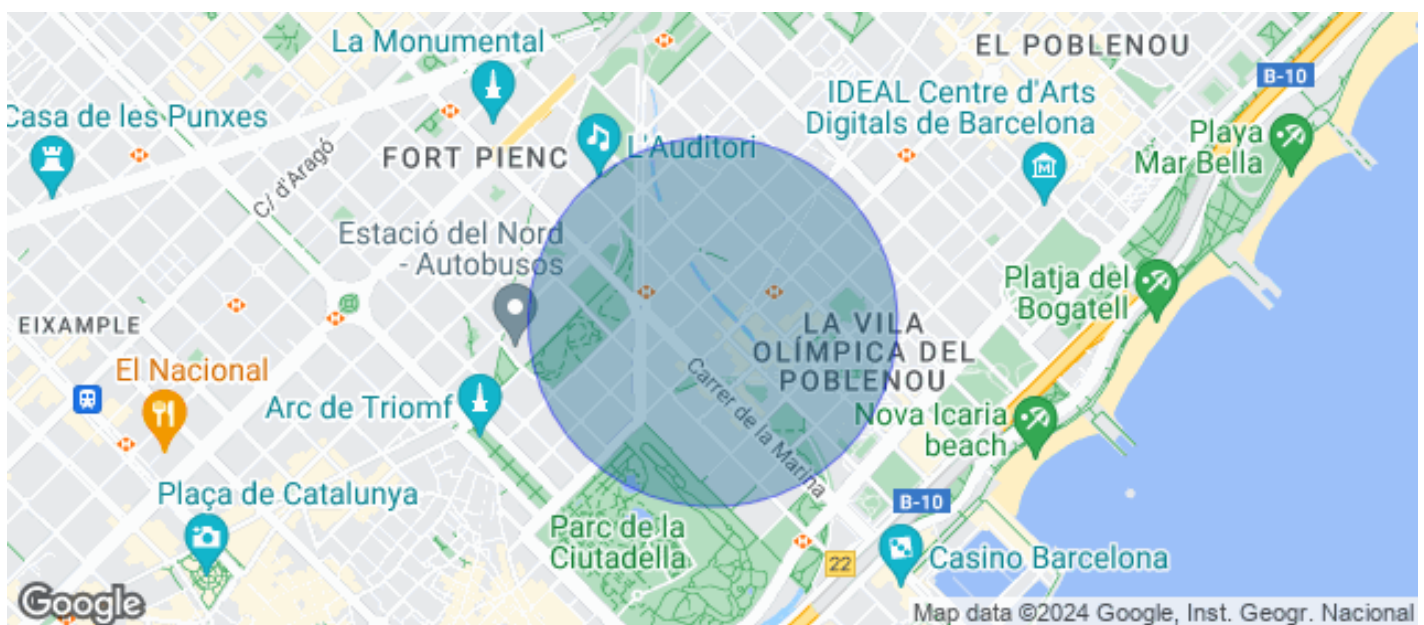 La Monumental
EL POBLENOU
B-10
IDEAL Centre d'Arts
Digitals de Barcelona
Casa de les Punxes
Playa
Mar Bella
C/ d'Aragó
FORT PIENC
L'Auditori
Estació del Nord
- Autobusos
Platja del
Bogatell
EIXAMPLE
LA VILA
OLÍMPICA DEL
POBLENOU
El Nacional
Arc de Triomf
Carrer de la Marina
Nova Icaria
beach
Plaça de Catalunya
B-10
Parc de la
Ciutadella
22
Casino Barcelona
Google
Map data ©2024 Google, Inst. Geogr. Nacional